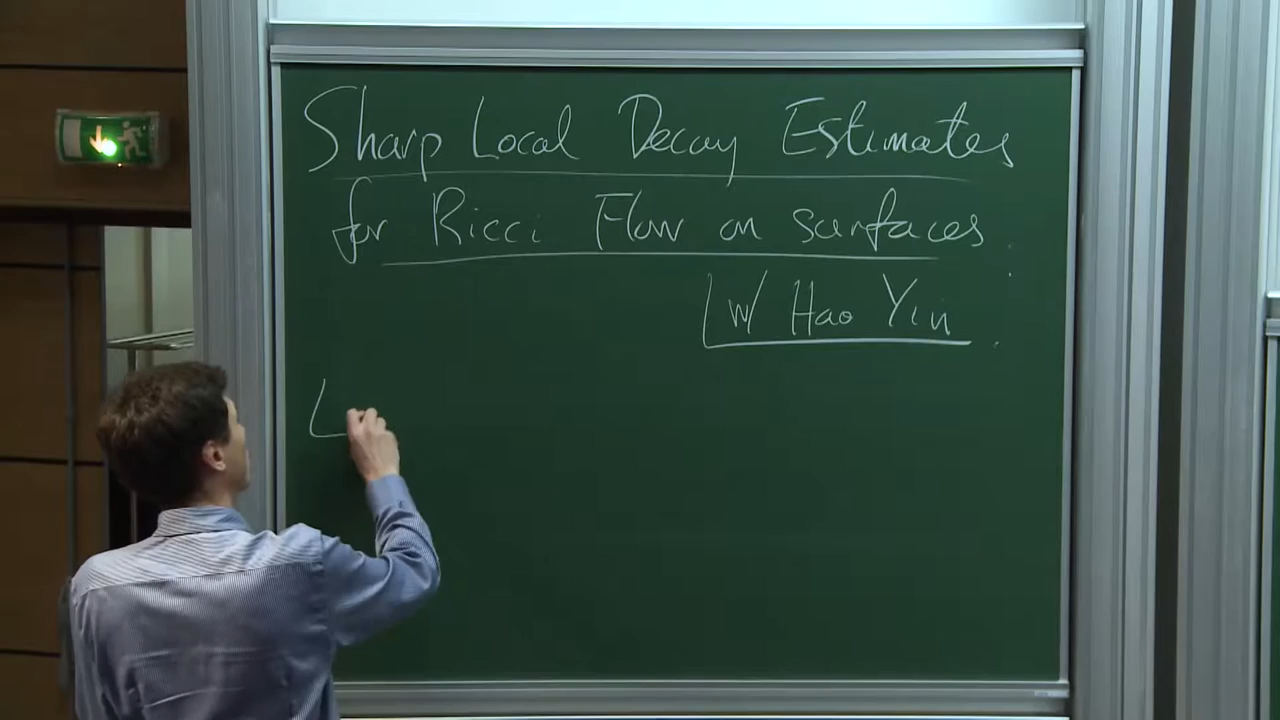 Sharp Local Decay Estimates
for Ricci Flow on surfaces
w/ Hao Yin
L